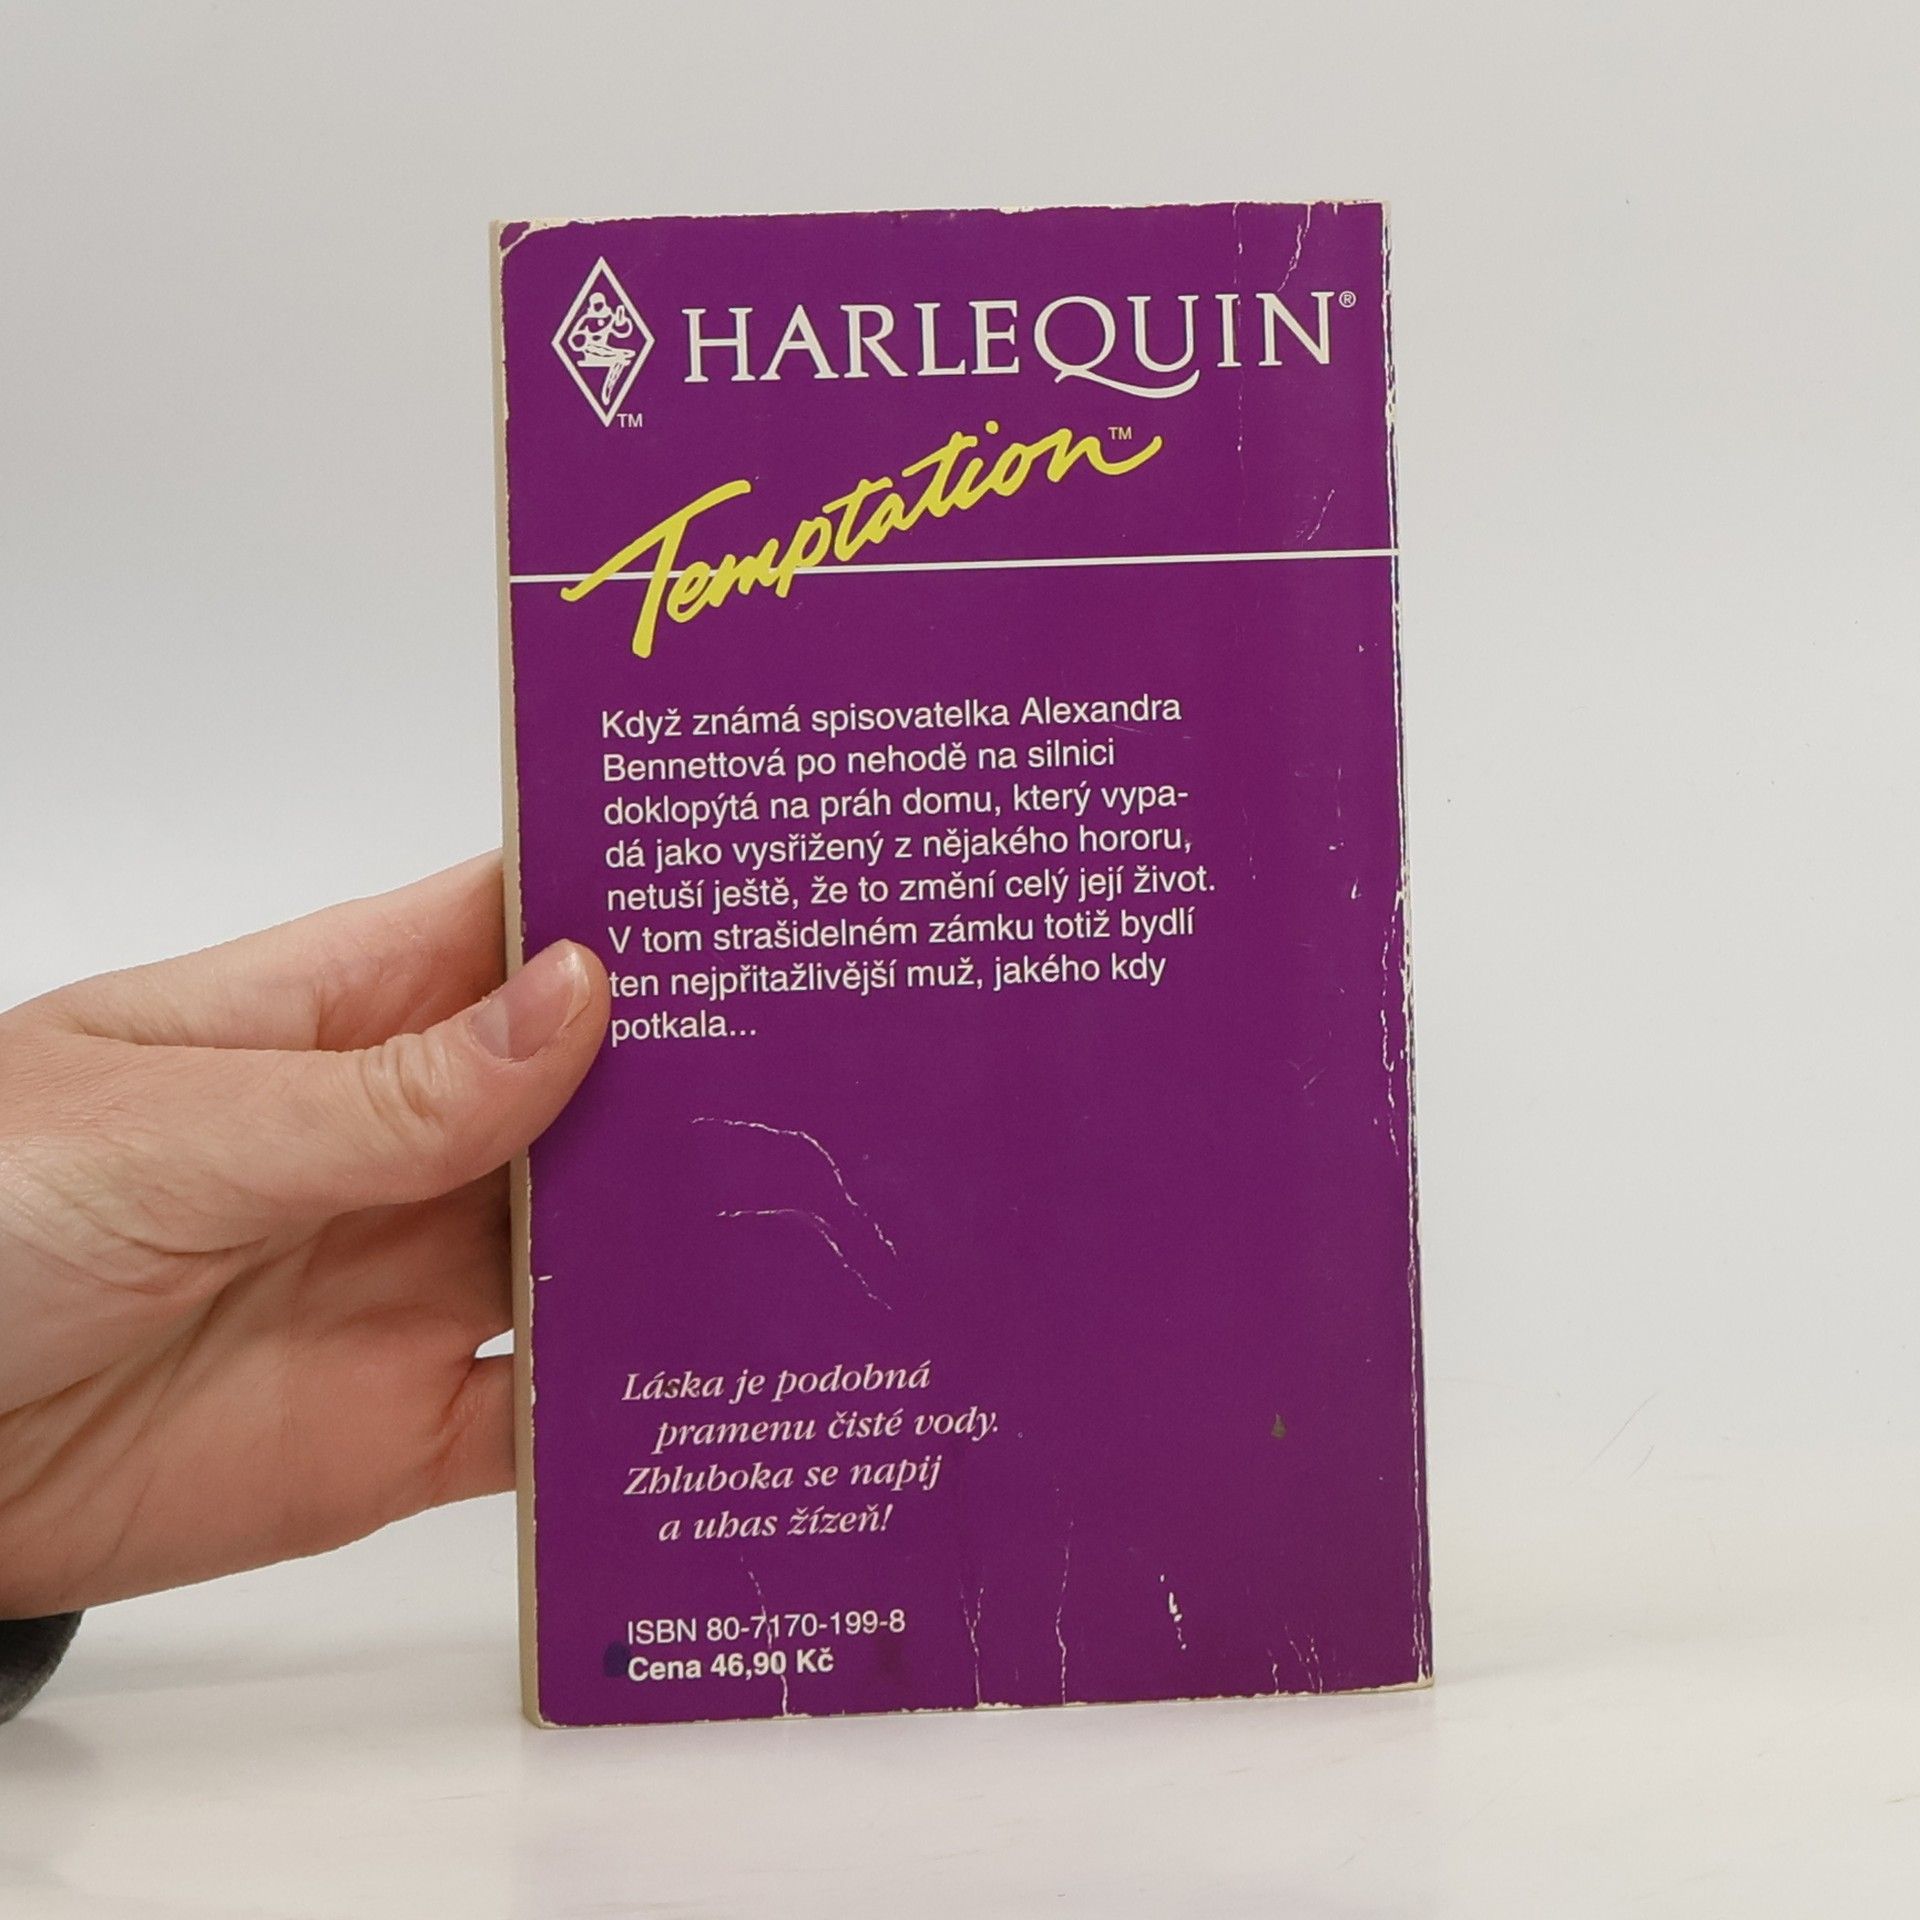 HARLEQUIN®
TM
Temptation™
Když známá spisovatelka Alexandra
Bennettová po nehodě na silnici
doklopýtá na práh domu, který vypa-
dá jako vysřižený z nějakého hororu,
netuší ještě, že to změní celý její život.
V tom strašidelném zámku totiž bydlí
ten nejpřitažlivější muž, jakého kdy
potkala...
Láska je podobná
pramenu čisté vody.
Zhluboka se napij
a uhas žízeň!
ISBN 80-7170-199-8
Cena 46,90 Kč